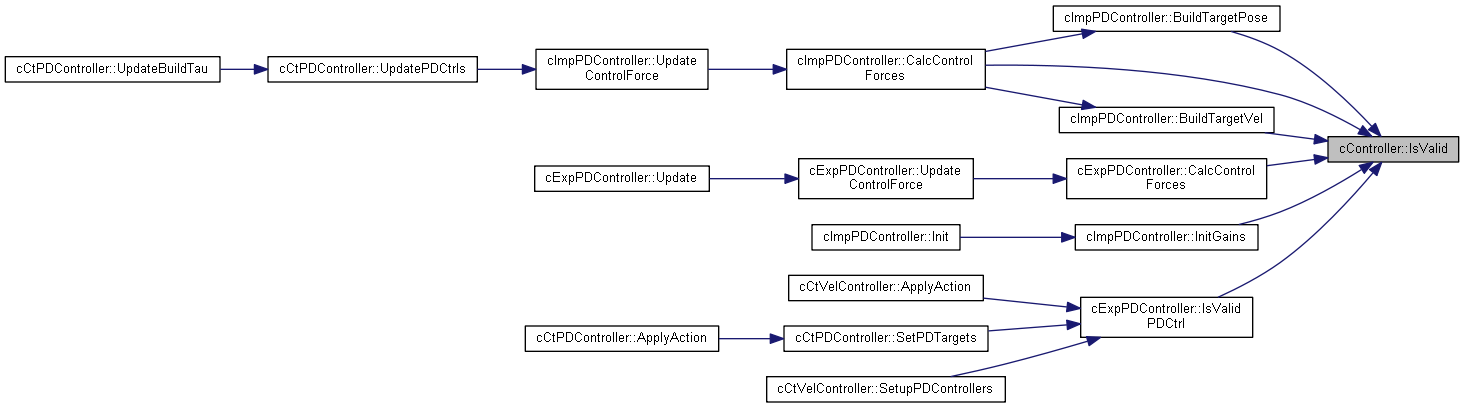 cImpPDController::BuildTargetPose
cCtPDController::UpdateBuildTau
cCtPDController::UpdatePDCtrls
cImpPDController::Update
ControlForce
cImpPDController::CalcControl
Forces
cImpPDController::BuildTargetVel
cController::IsValid
cExpPDController::Update
cExpPDController::Update
ControlForce
cExpPDController::CalcControl
Forces
cImpPDController::Init
cImpPDController::InitGains
cCtVelController::ApplyAction
cExpPDController::IsValid
PDCtrl
cCtPDController::ApplyAction
cCtPDController::SetPDTargets
cCtVelController::SetupPDControllers